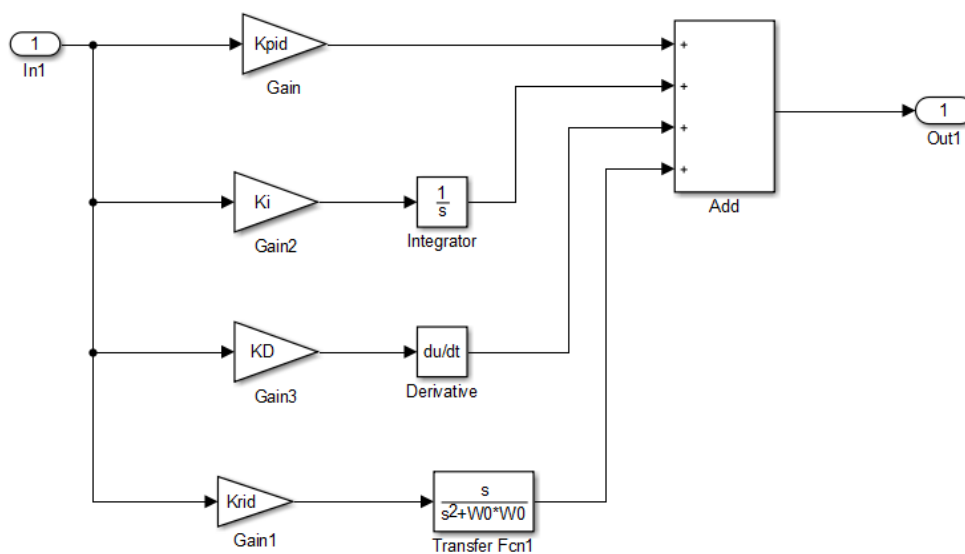 1
In1
Kpid
Gain
+
+
+
+
Add
1
Out1
Ki
Gain2
1
s
Integrator
KD
Gain3
du/dt
Derivative
Krid
Gain1
s
s²+W0*W0
Transfer Fcn1